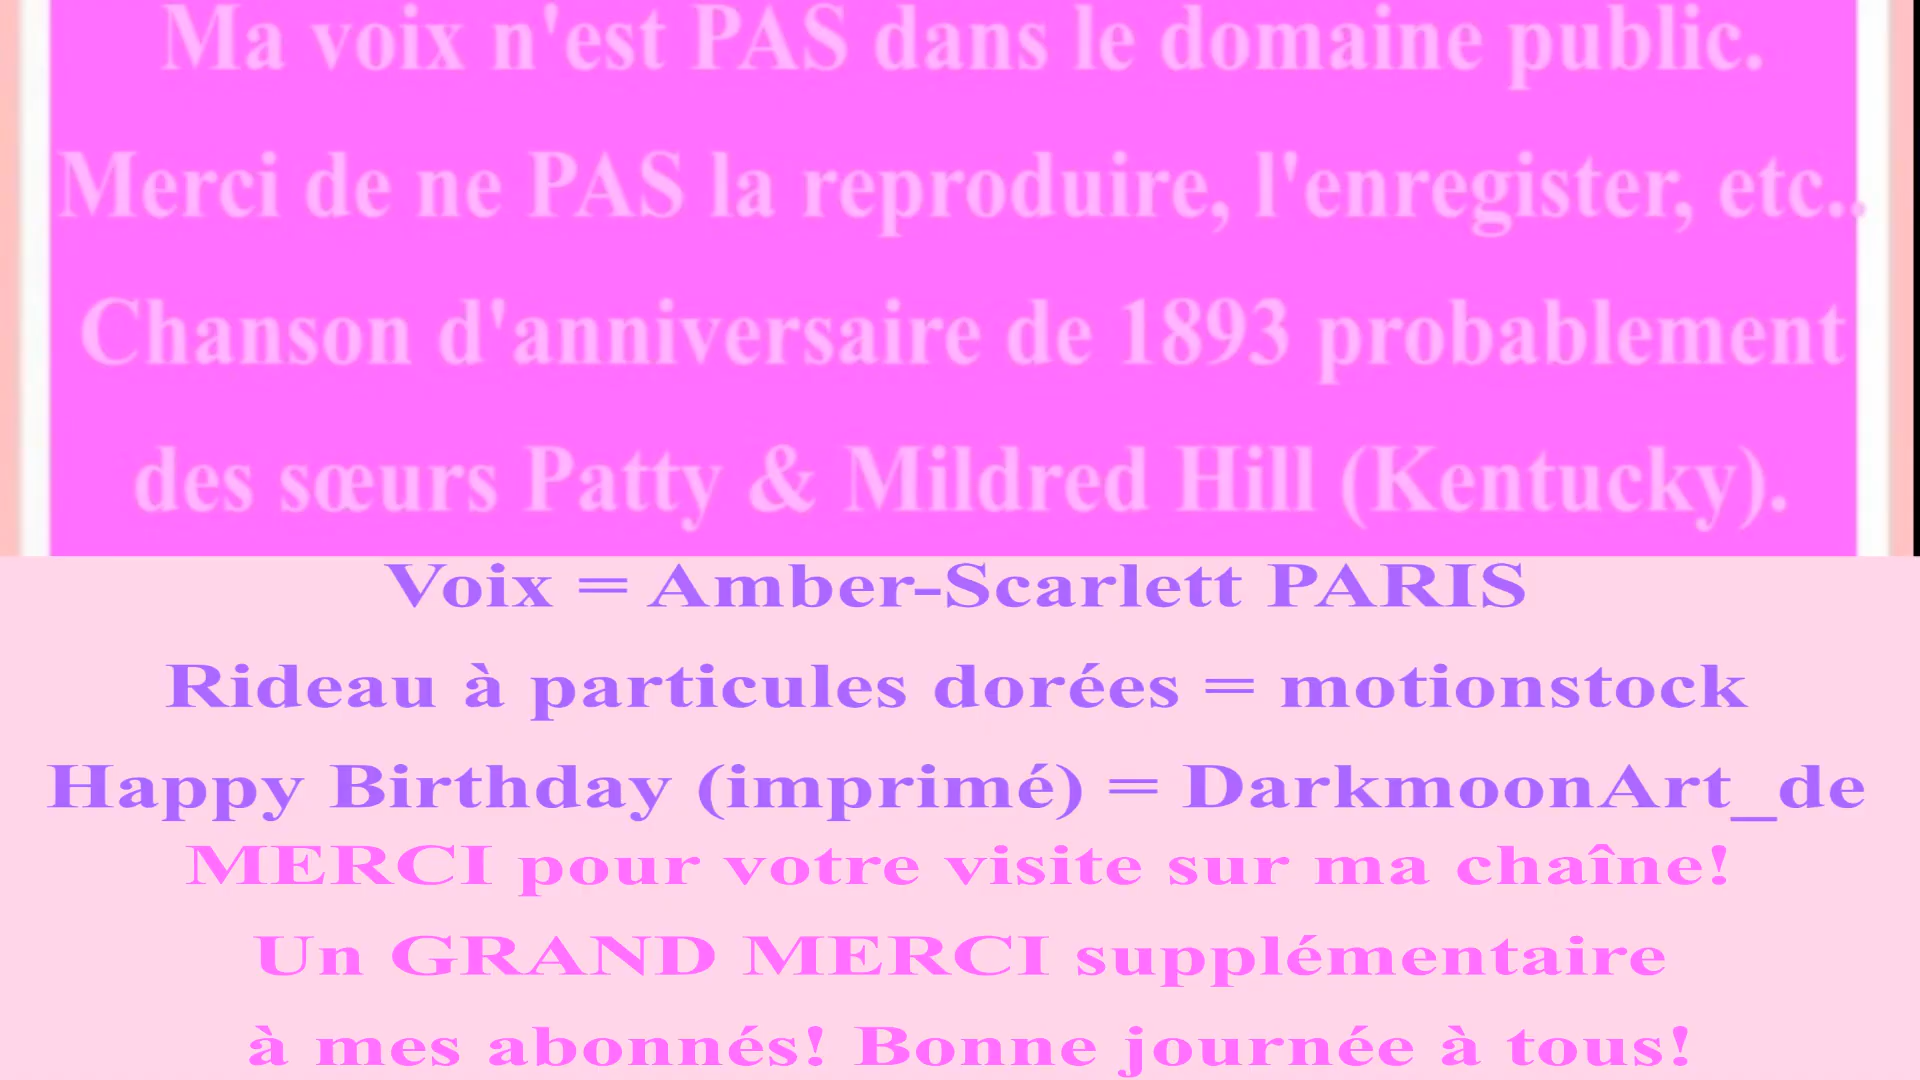 Ma voix n'est PAS dans le domaine public.
Merci de ne PAS la reproduire, l'enregister, etc..
Chanson d'anniversaire de 1893 probablement
des sœurs Patty & Mildred Hill (Kentucky).
Voix = Amber-Scarlett PARIS
Rideau à particules dorées = motionstock
Happy Birthday (imprimé) = DarkmoonArt_de
MERCI pour votre visite sur ma chaîne!
Un GRAND MERCI supplémentaire
à mes abonnés! Bonne journée à tous!